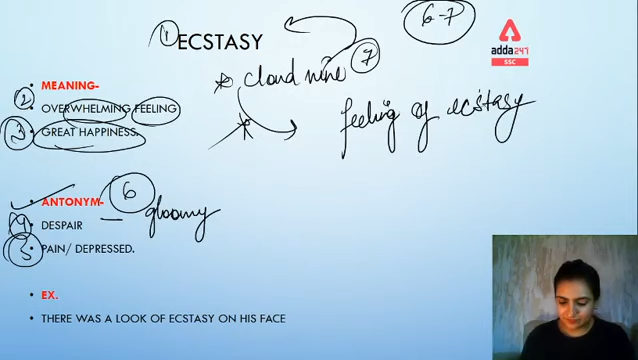 6-7
1 ECSTASY
adda247
SSC
7
* cloud nine
• MEANING-
2 • OVERWHELMING FEELING
3 • GREAT HAPPINESS.
feeling of ecstasy
• ANTONYM-
6
gloomy
4 • DESPAIR
5 • PAIN/ DEPRESSED.
• EX.
• THERE WAS A LOOK OF ECSTASY ON HIS FACE